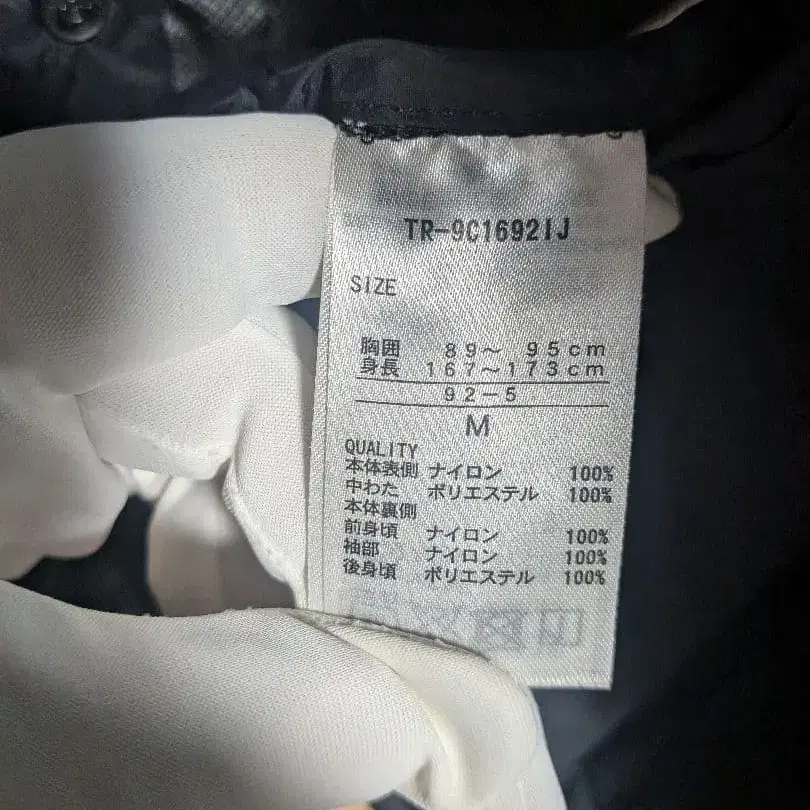 TR-9C1692IJ
SIZE
胸囲 89～ 95cm
身長 167～173cm
92-5
M
QUALITY
本体表側 ナイロン 100%
中わた ポリエステル 100%
本体裏側
前身頃 ナイロン 100%
袖部 ナイロン 100%
後身頃 ポリエステル 100%